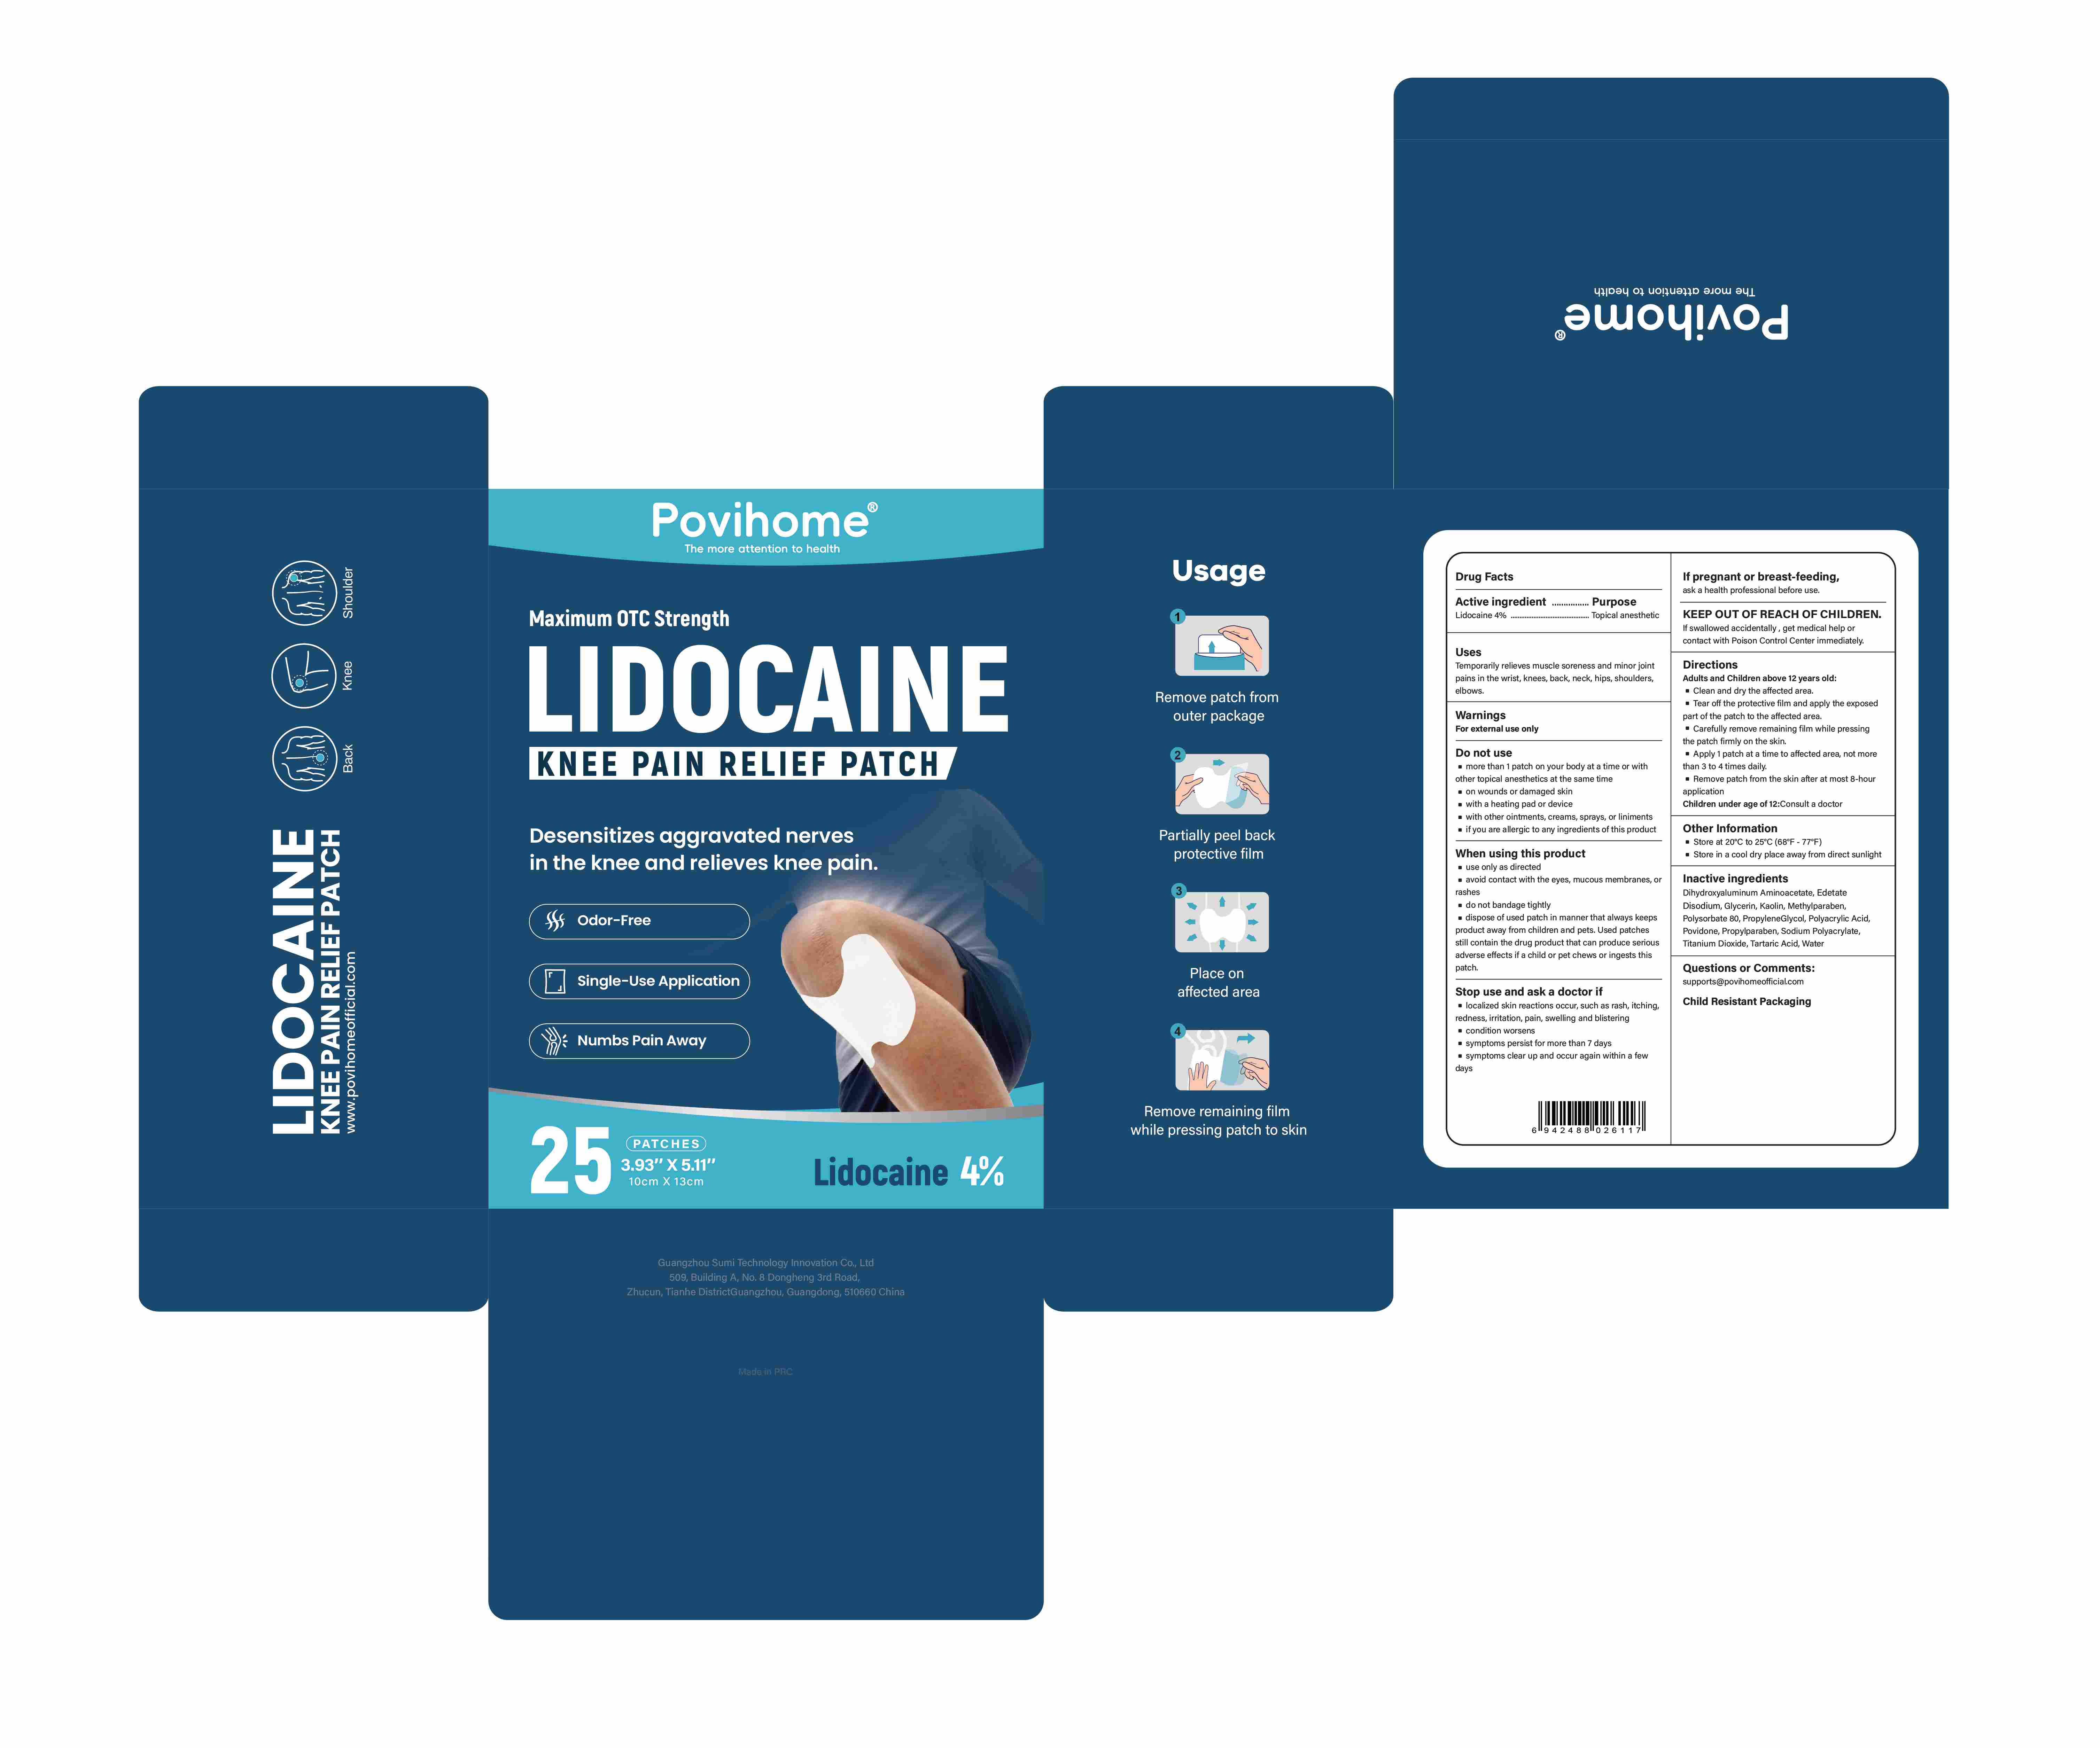 Povihome®
The more attention to health
Shoulder
Knee
Back
LIDOCAINE
KNEE PAIN RELIEF PATCH
www.povihomeofficial.com
Povihome®
The more attention to health
Maximum OTC Strength
LIDOCAINE
KNEE PAIN RELIEF PATCH
Desensitizes aggravated nerves
in the knee and relieves knee pain.
Odor-Free
Single-Use Application
Numbs Pain Away
25
PATCHES
3.93’’ X 5.11’’
10cm X 13cm
Lidocaine 4%
Guangzhou Sumi Technology Innovation Co., Ltd
509, Building A, No. 8 Dongheng 3rd Road,
Zhucun, Tianhe DistrictGuangzhou, Guangdong, 510660 China
Made in PRC
Usage
1
Remove patch from
outer package
2
Partially peel back
protective film
3
Place on
affected area
4
Remove remaining film
while pressing patch to skin
Drug Facts
Active ingredient ................ Purpose
Lidocaine 4% ........................................ Topical anesthetic
Uses
Temporarily relieves muscle soreness and minor joint
pains in the wrist, knees, back, neck, hips, shoulders,
elbows.
Warnings
For external use only
Do not use
▪ more than 1 patch on your body at a time or with
other topical anesthetics at the same time
▪ on wounds or damaged skin
▪ with a heating pad or device
▪ with other ointments, creams, sprays, or liniments
▪ if you are allergic to any ingredients of this product
When using this product
▪ use only as directed
▪ avoid contact with the eyes, mucous membranes, or
rashes
▪ do not bandage tightly
▪ dispose of used patch in manner that always keeps
product away from children and pets. Used patches
still contain the drug product that can produce serious
adverse effects if a child or pet chews or ingests this
patch.
Stop use and ask a doctor if
▪ localized skin reactions occur, such as rash, itching,
redness, irritation, pain, swelling and blistering
▪ condition worsens
▪ symptoms persist for more than 7 days
▪ symptoms clear up and occur again within a few
days
6 942488 026117
If pregnant or breast-feeding,
ask a health professional before use.
KEEP OUT OF REACH OF CHILDREN.
If swallowed accidentally , get medical help or
contact with Poison Control Center immediately.
Directions
Adults and Children above 12 years old:
▪ Clean and dry the affected area.
▪ Tear off the protective film and apply the exposed
part of the patch to the affected area.
▪ Carefully remove remaining film while pressing
the patch firmly on the skin.
▪ Apply 1 patch at a time to affected area, not more
than 3 to 4 times daily.
▪ Remove patch from the skin after at most 8-hour
application
Children under age of 12:Consult a doctor
Other Information
▪ Store at 20°C to 25°C (68°F - 77°F)
▪ Store in a cool dry place away from direct sunlight
Inactive ingredients
Dihydroxyaluminum Aminoacetate, Edetate
Disodium, Glycerin, Kaolin, Methylparaben,
Polysorbate 80, PropyleneGlycol, Polyacrylic Acid,
Povidone, Propylparaben, Sodium Polyacrylate,
Titanium Dioxide, Tartaric Acid, Water
Questions or Comments:
supports@povihomeofficial.com
Child Resistant Packaging